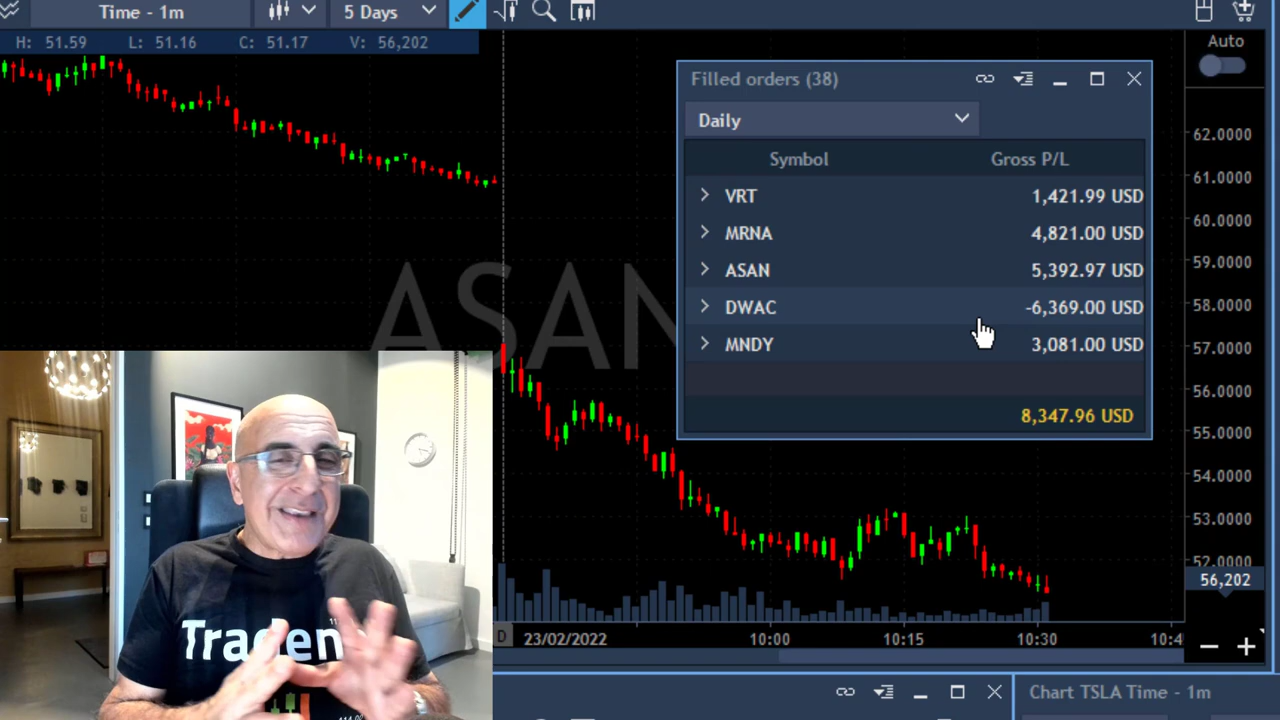 Time - 1m
5 Days
H: 51.59 L: 51.16 C: 51.17 V: 56,202
Auto
Filled orders (38)
Daily
Symbol Gross P/L
VRT 1,421.99 USD
MRNA 4,821.00 USD
ASAN 5,392.97 USD
DWAC -6,369.00 USD
MNDY 3,081.00 USD
8,347.96 USD
ASAN
62.0000
61.0000
60.0000
59.0000
58.0000
57.0000
56.0000
55.0000
54.0000
53.0000
52.0000
56,202
D 23/02/2022 10:00 10:15 10:30
Chart TSLA Time - 1m